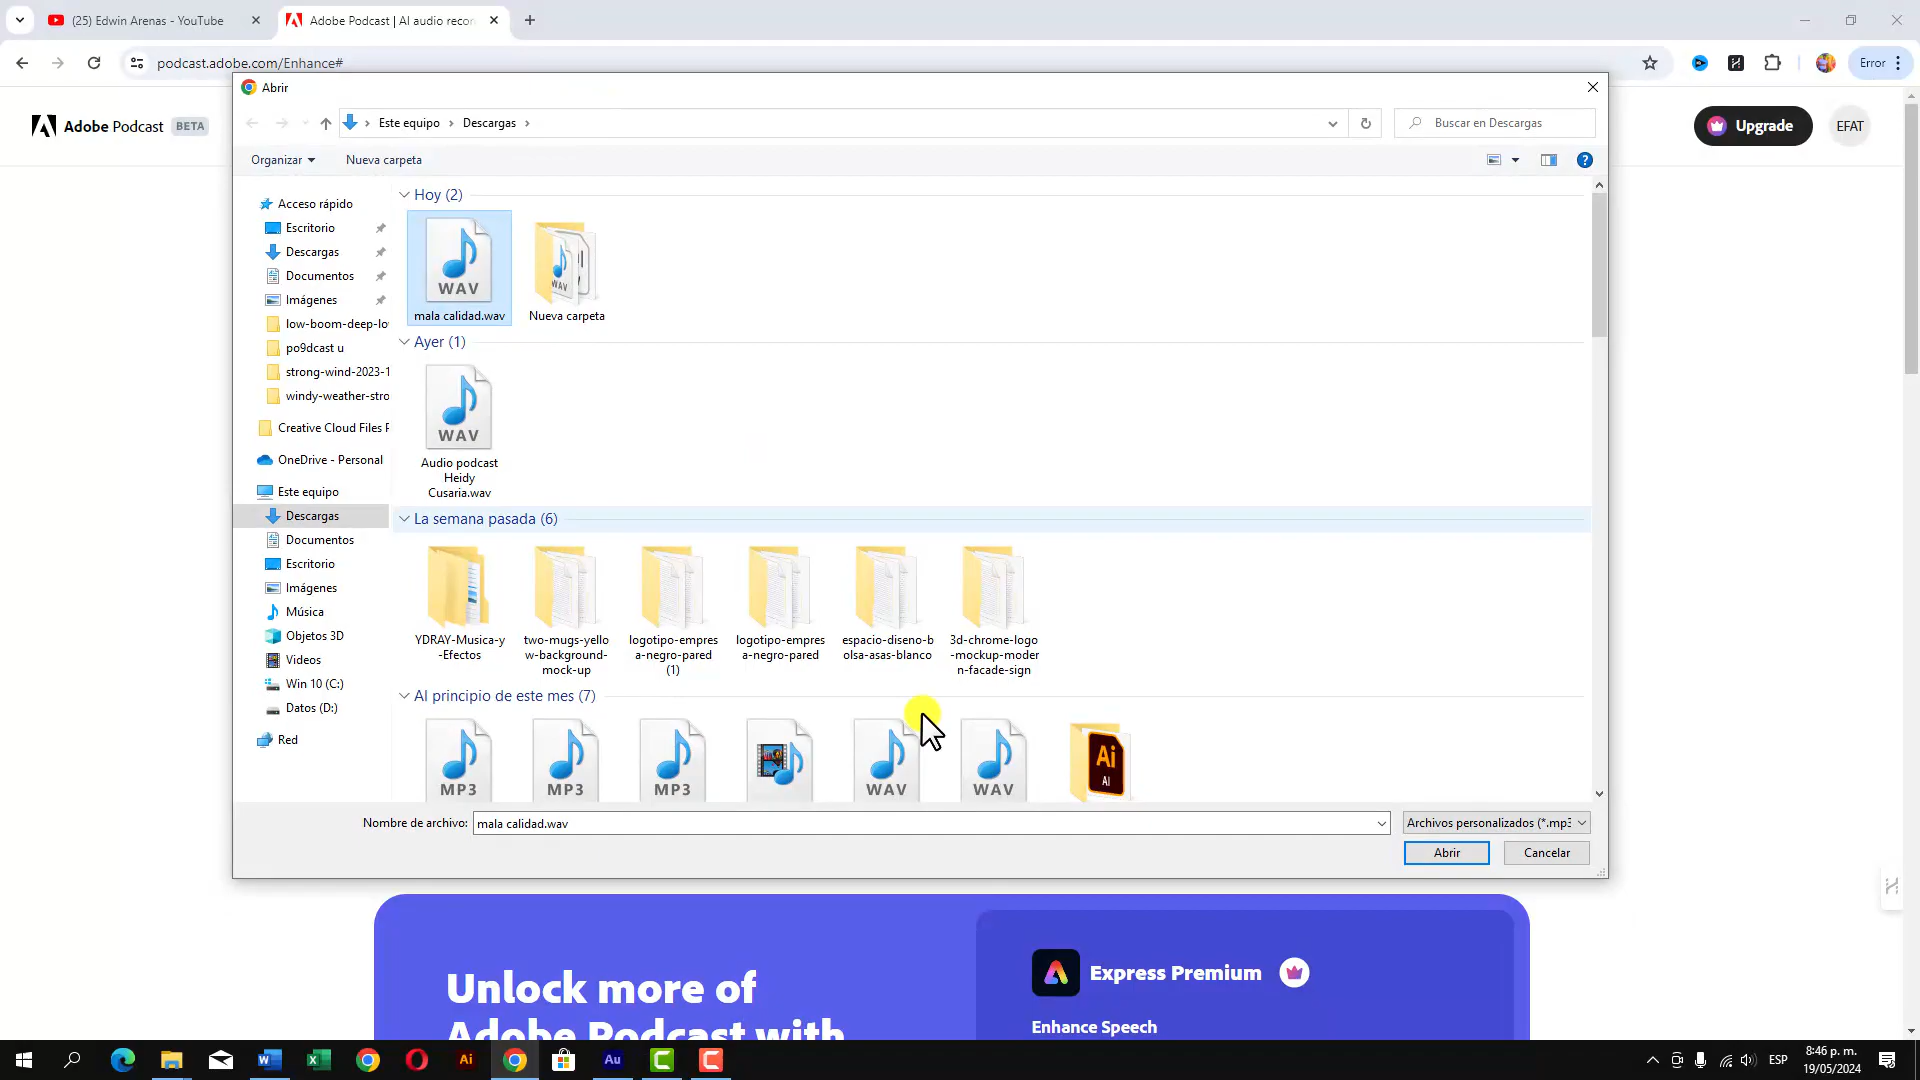 (25) Edwin Arenas - YouTube
Adobe Podcast | AI audio recor
podcast.adobe.com/Enhance#
Error
Adobe Podcast
BETA
Upgrade
EFAT
Abrir
Este equipo
Descargas
Buscar en Descargas
Organizar
Nueva carpeta
Acceso rápido
Escritorio
Descargas
Documentos
Imágenes
low-boom-deep-lo
po9dcast u
strong-wind-2023-1
windy-weather-stro
Creative Cloud Files P
OneDrive - Personal
Este equipo
Descargas
Documentos
Escritorio
Imágenes
Música
Objetos 3D
Videos
Win 10 (C:)
Datos (D:)
Red
Hoy (2)
WAV
WAV
mala calidad.wav
Nueva carpeta
Ayer (1)
WAV
Audio podcast
Heidy
Cusaria.wav
La semana pasada (6)
YDRAY-Musica-y
-Efectos
two-mugs-yello
w-background-
mock-up
logotipo-empres
a-negro-pared
(1)
logotipo-empres
a-negro-pared
espacio-diseno-b
olsa-asas-blanco
3d-chrome-logo
-mockup-moder
n-facade-sign
Al principio de este mes (7)
MP3
MP3
MP3
WAV
WAV
Ai
AI
Nombre de archivo:
mala calidad.wav
Archivos personalizados (*.mp3
Abrir
Cancelar
Unlock more of
Adobe Podcast with
Express Premium
Enhance Speech
Ai
Au
ESP
8:46 p. m.
19/05/2024